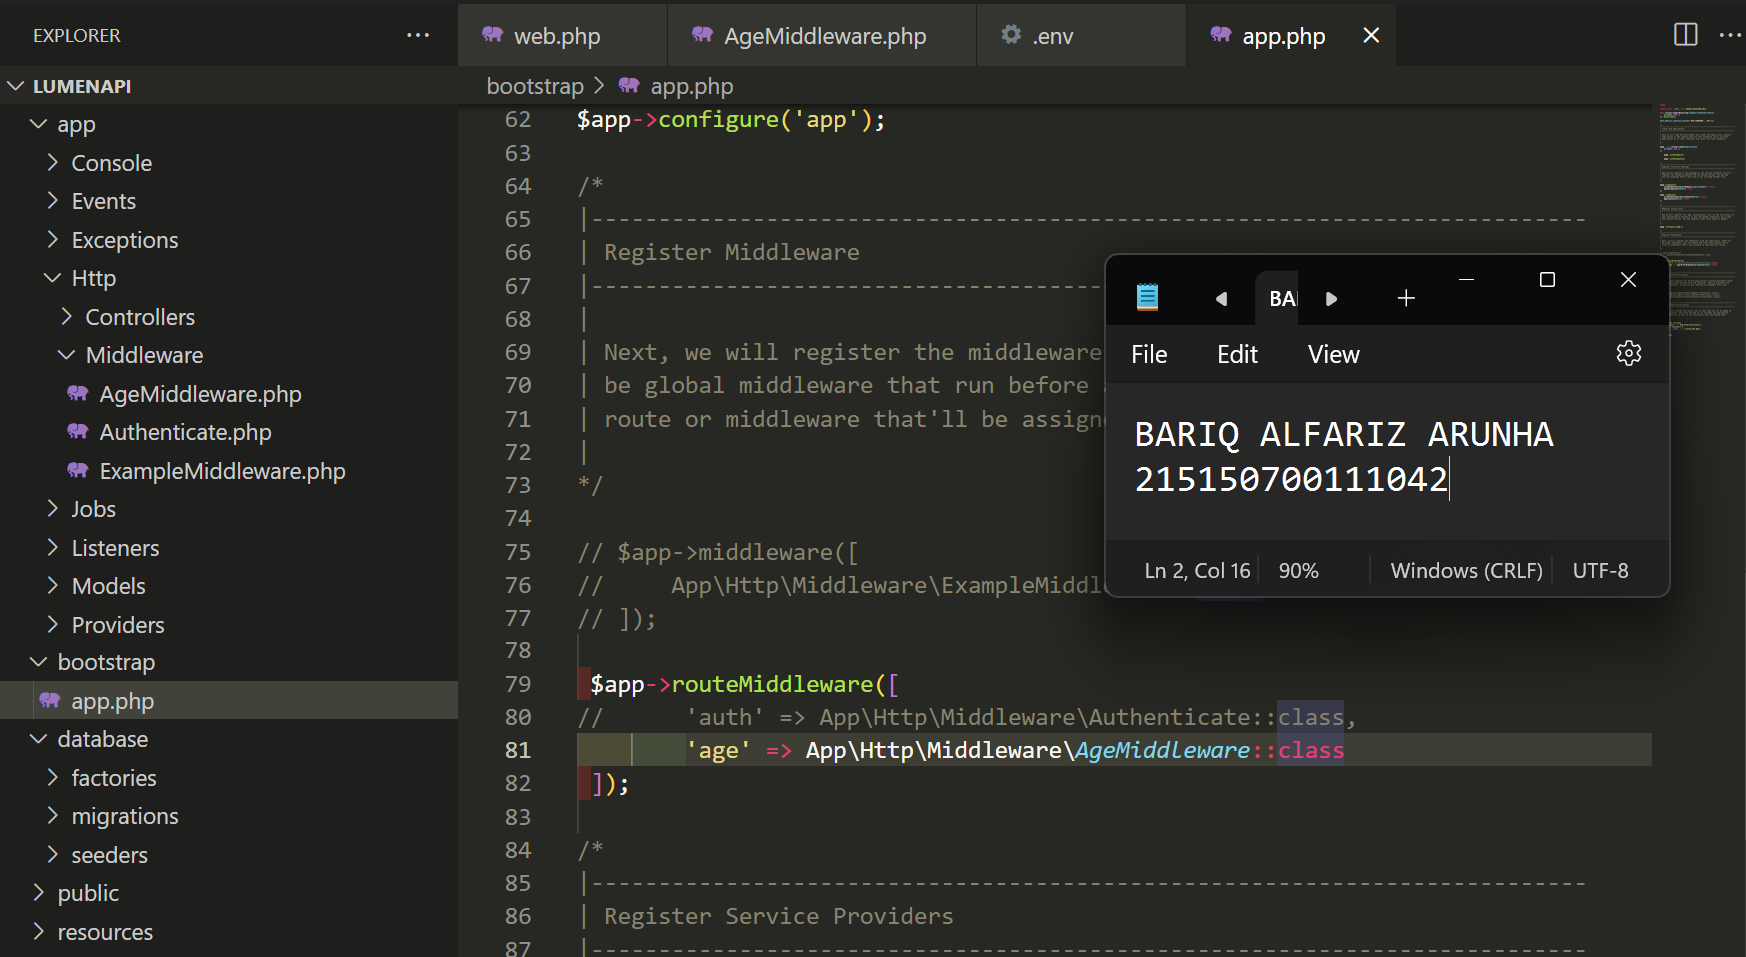 EXPLORER
LUMENAPI
app
Console
Events
Exceptions
Http
Controllers
Middleware
AgeMiddleware.php
Authenticate.php
ExampleMiddleware.php
Jobs
Listeners
Models
Providers
bootstrap
app.php
database
factories
migrations
seeders
public
resources
web.php
AgeMiddleware.php
.env
app.php
bootstrap > app.php
62 $app->configure('app');
63
64 /*
65 |--------------------------------------------------------------------------
66 | Register Middleware
67 |--------------------------------------
68 |
69 | Next, we will register the middleware
70 | be global middleware that run before
71 | route or middleware that'll be assign
72 |
73 */
74
75 // $app->middleware([
76 //     App\Http\Middleware\ExampleMiddl
77 // ]);
78
79  $app->routeMiddleware([
80 //      'auth' => App\Http\Middleware\Authenticate::class,
81         'age' => App\Http\Middleware\AgeMiddleware::class
82  ]);
83
84 /*
85 |--------------------------------------------------------------------------
86 | Register Service Providers
87 |--------------------------------------------------------------------------
BA
File Edit View
BARIQ ALFARIZ ARUNHA
215150700111042
Ln 2, Col 16 90% Windows (CRLF) UTF-8